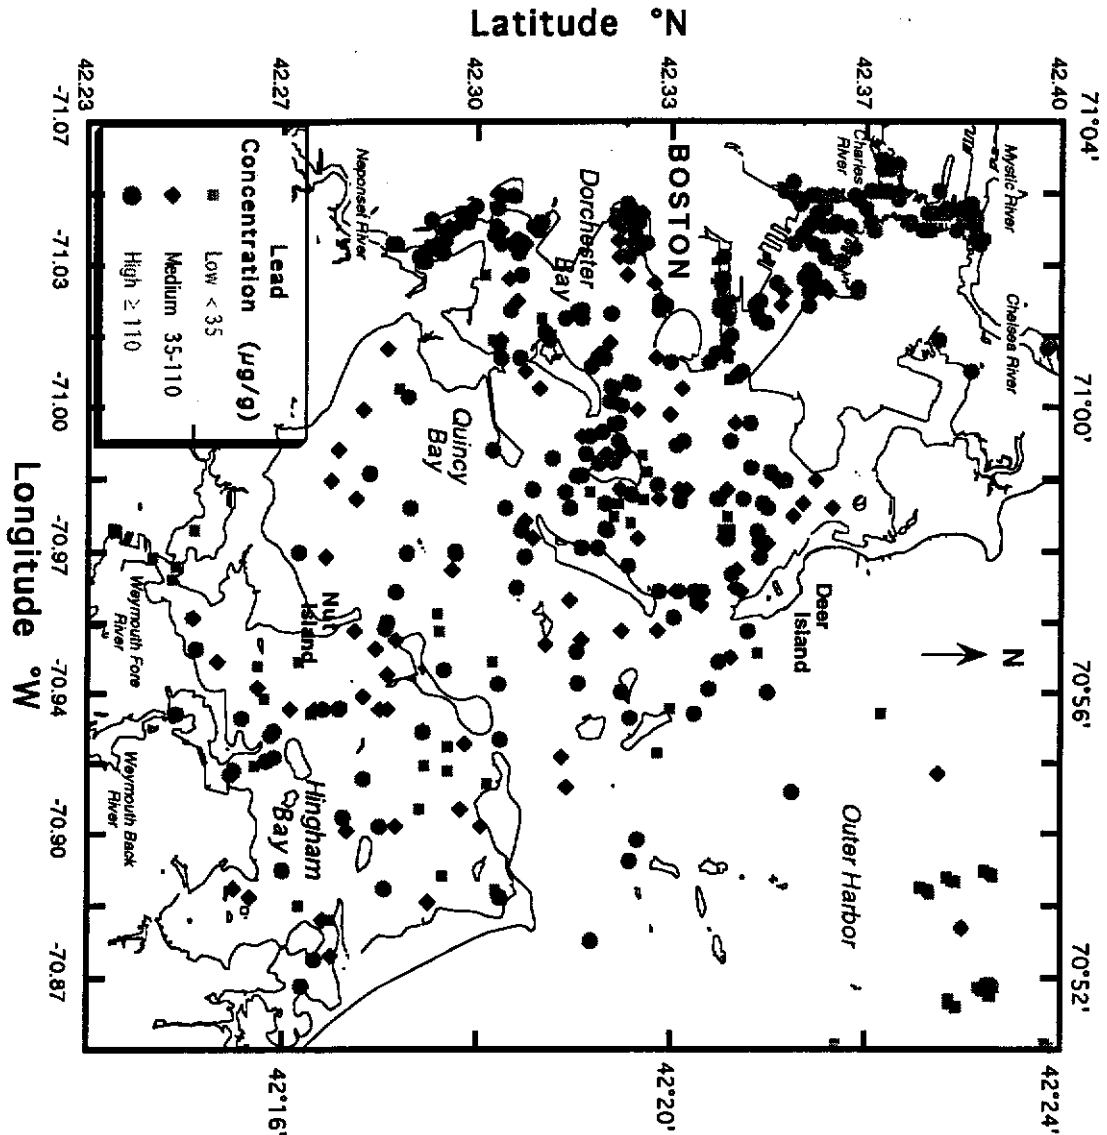 Latitude °N
42.23
42.27
42.30
42.33
42.37
42.40
-71.07
-71.03
-71.00
-70.97
-70.94
-70.90
-70.87
Longitude °W
71°04'
71°00'
70°56'
70°52'
42°16'
42°20'
42°24'
Mystic River
Charles
River
Chelsea River
BOSTON
Dorchester
Bay
Neponset River
Quincy
Bay
Deer
Island
N
Nut
Island
Weymouth Fore
River
Weymouth Back
River
Hingham
Bay
Outer Harbor
Lead
Concentration (µg/g)
Low < 35
Medium 35-110
High ≥ 110